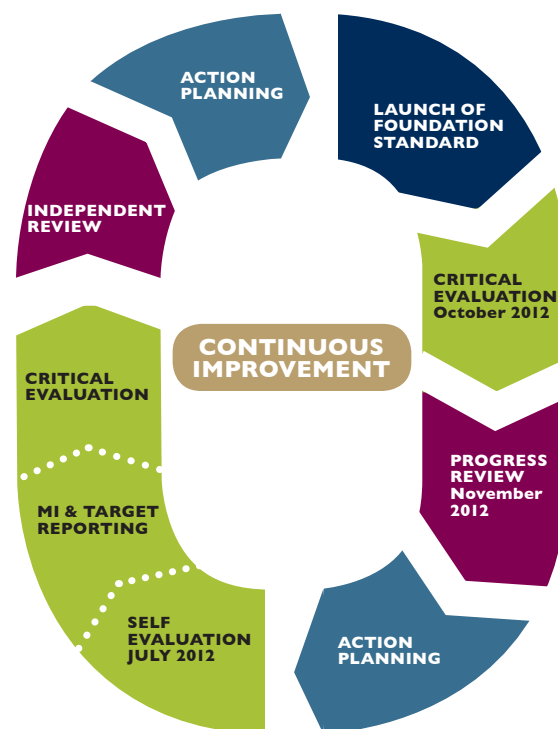 ACTION
PLANNING
LAUNCH OF
FOUNDATION
STANDARD
INDEPENDENT
REVIEW
CRITICAL
EVALUATION
October 2012
CONTINUOUS
IMPROVEMENT
CRITICAL
EVALUATION
PROGRESS
REVIEW
November
2012
MI & TARGET
REPORTING
SELF
EVALUATION
JULY 2012
ACTION
PLANNING